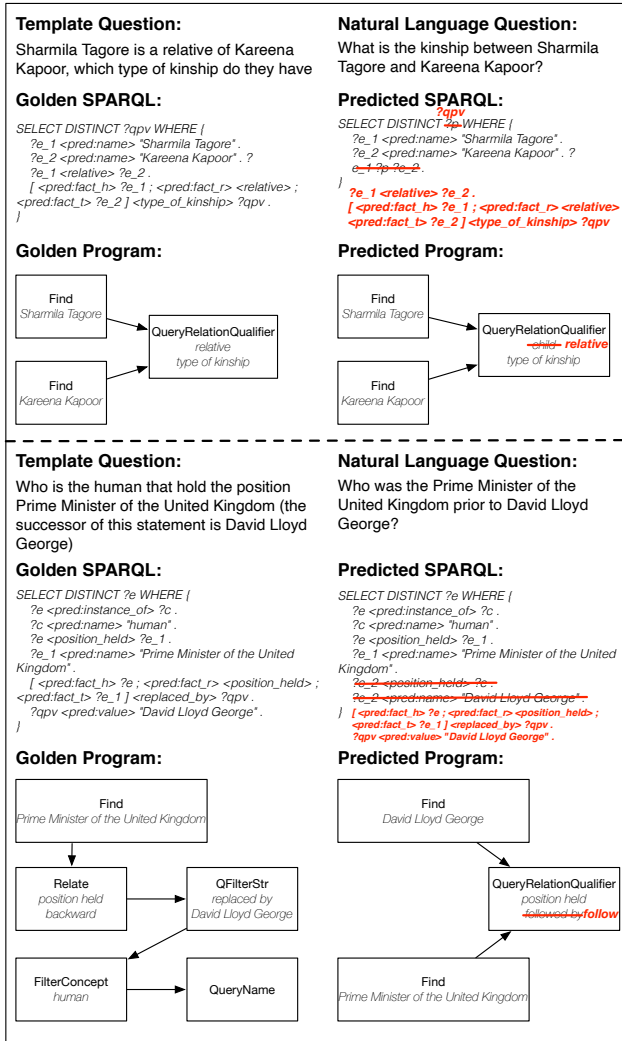 Template Question:
Sharmila Tagore is a relative of Kareena
Kapoor, which type of kinship do they have
Golden SPARQL:
SELECT DISTINCT ?qpv WHERE {
?e_1 <pred:name> "Sharmila Tagore" .
?e_2 <pred:name> "Kareena Kapoor" . ?
?e_1 <relative> ?e_2 .
[ <pred:fact_h> ?e_1 ; <pred:fact_r> <relative> ;
<pred:fact_t> ?e_2 ] <type_of_kinship> ?qpv .
}
Golden Program:
Find
Sharmila Tagore
QueryRelationQualifier
relative
type of kinship
Find
Kareena Kapoor
Natural Language Question:
What is the kinship between Sharmila
Tagore and Kareena Kapoor?
Predicted SPARQL:
?qpv
SELECT DISTINCT ?p WHERE {
?e_1 <pred:name> "Sharmila Tagore" .
?e_2 <pred:name> "Kareena Kapoor" . ?
e_1 ?p ?e_2 .
}
?e_1 <relative> ?e_2 .
[ <pred:fact_h> ?e_1 ; <pred:fact_r> <relative>
<pred:fact_t> ?e_2 ] <type_of_kinship> ?qpv
Predicted Program:
Find
Sharmila Tagore
QueryRelationQualifier
child relative
type of kinship
Find
Kareena Kapoor
Template Question:
Who is the human that hold the position
Prime Minister of the United Kingdom (the
successor of this statement is David Lloyd
George)
Golden SPARQL:
SELECT DISTINCT ?e WHERE {
?e <pred:instance_of> ?c .
?c <pred:name> "human" .
?e <position_held> ?e_1 .
?e_1 <pred:name> "Prime Minister of the United
Kingdom" .
[ <pred:fact_h> ?e ; <pred:fact_r> <position_held> ;
<pred:fact_t> ?e_1 ] <replaced_by> ?qpv .
?qpv <pred:value> "David Lloyd George" .
}
Golden Program:
Find
Prime Minister of the United Kingdom
Relate
position held
backward
QFilterStr
replaced by
David Lloyd George
FilterConcept
human
QueryName
Natural Language Question:
Who was the Prime Minister of the
United Kingdom prior to David Lloyd
George?
Predicted SPARQL:
SELECT DISTINCT ?e WHERE {
?e <pred:instance_of> ?c .
?c <pred:name> "human" .
?e <position_held> ?e_1 .
?e_1 <pred:name> "Prime Minister of the United
Kingdom" .
?e_2 <position_held> ?c .
?e_2 <pred:name> "David Lloyd George" .
} [ <pred:fact_h> ?e ; <pred:fact_r> <position_held> ;
<pred:fact_t> ?e_1 ] <replaced_by> ?qpv .
?qpv <pred:value> "David Lloyd George" .
Predicted Program:
Find
David Lloyd George
QueryRelationQualifier
position held
followed by follow
Find
Prime Minister of the United Kingdom